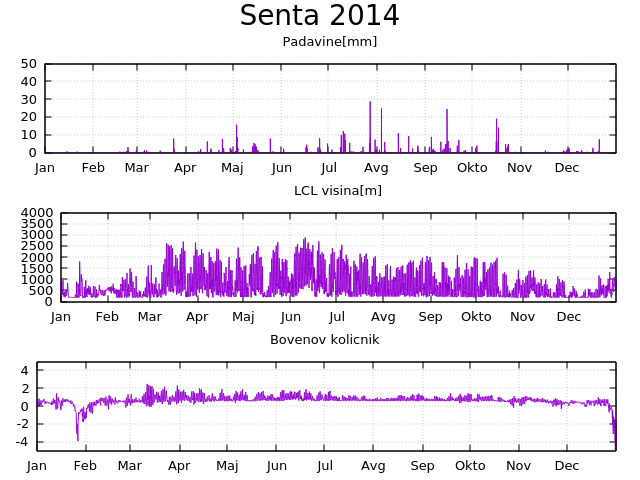 Senta 2014
Padavine[mm]
50
40
30
20
10
0
Jan Feb Mar Apr Maj Jun Jul Avg Sep Okto Nov Dec
LCL visina[m]
4000
3500
3000
2500
2000
1500
1000
500
0
Jan Feb Mar Apr Maj Jun Jul Avg Sep Okto Nov Dec
Bovenov kolicnik
4
2
0
-2
-4
Jan Feb Mar Apr Maj Jun Jul Avg Sep Okto Nov Dec